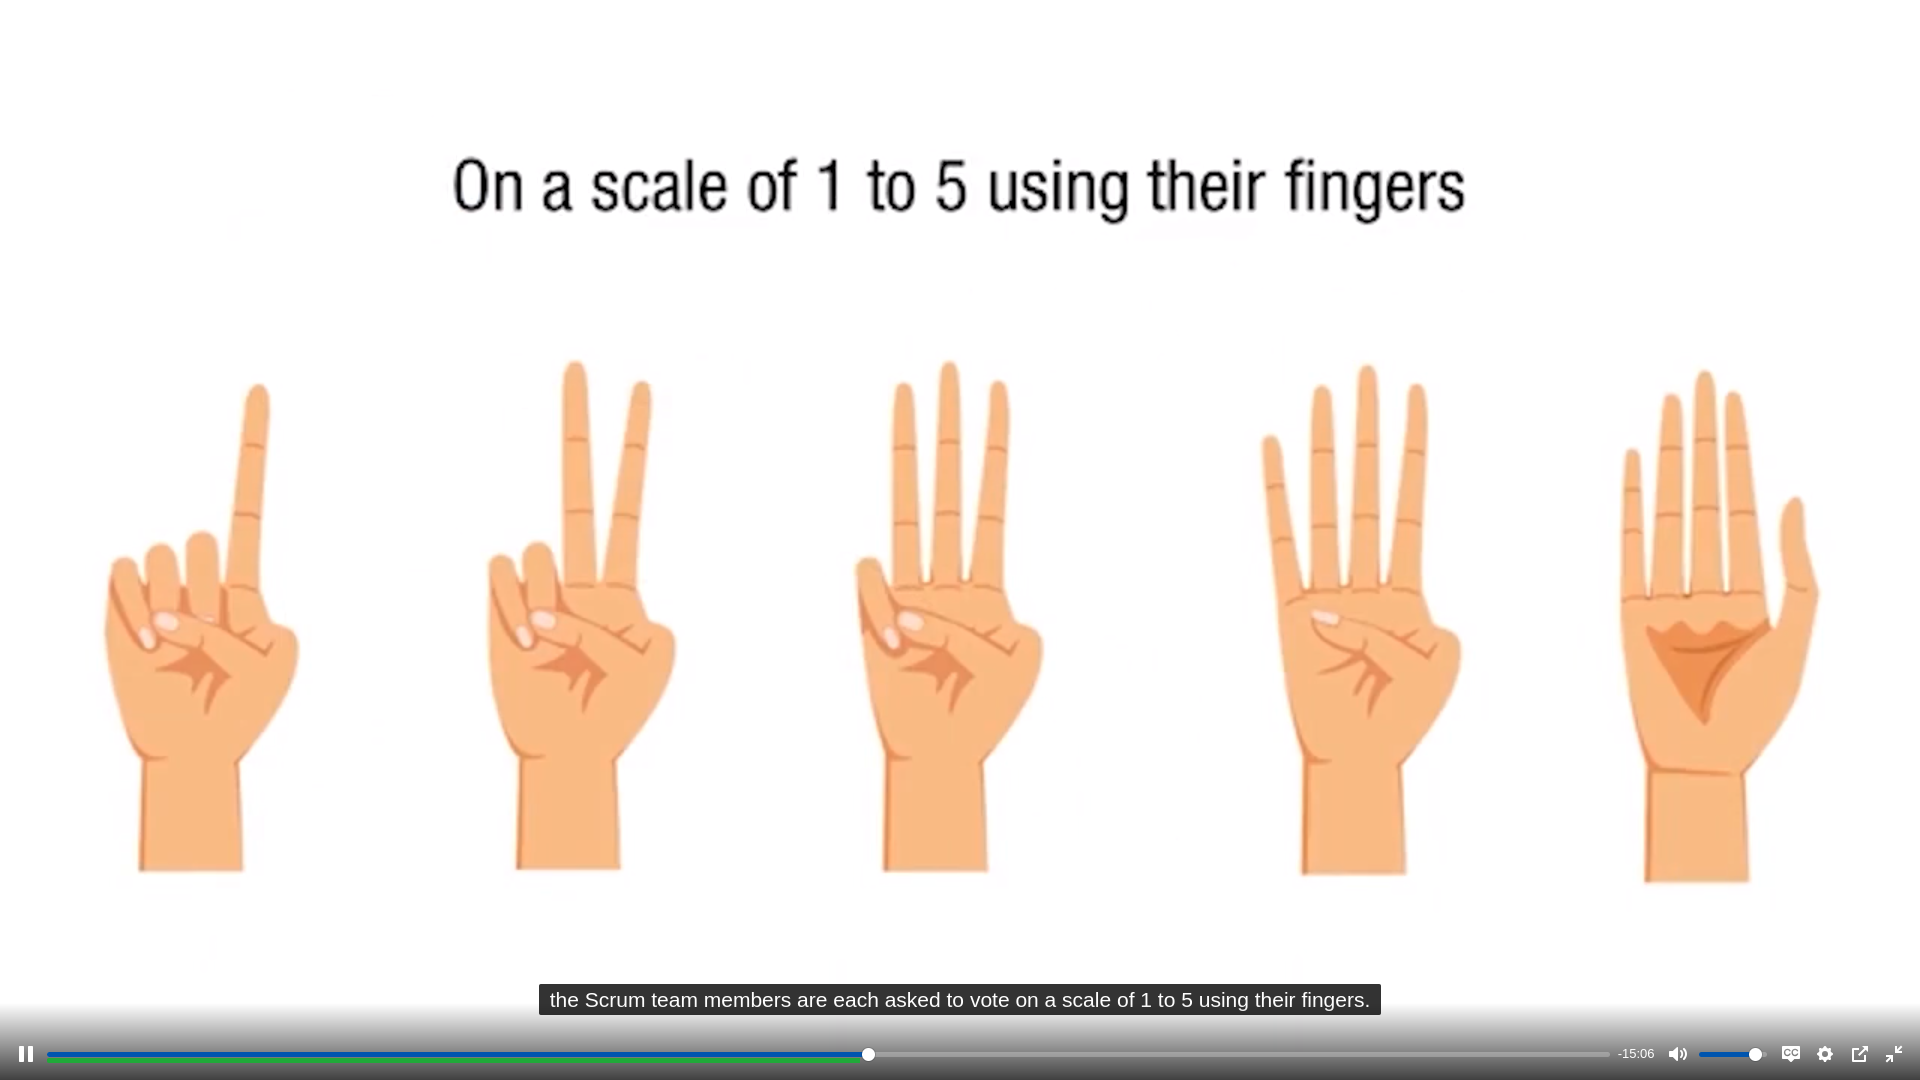 On a scale of 1 to 5 using their fingers
the Scrum team members are each asked to vote on a scale of 1 to 5 using their fingers.
-15:06
CC